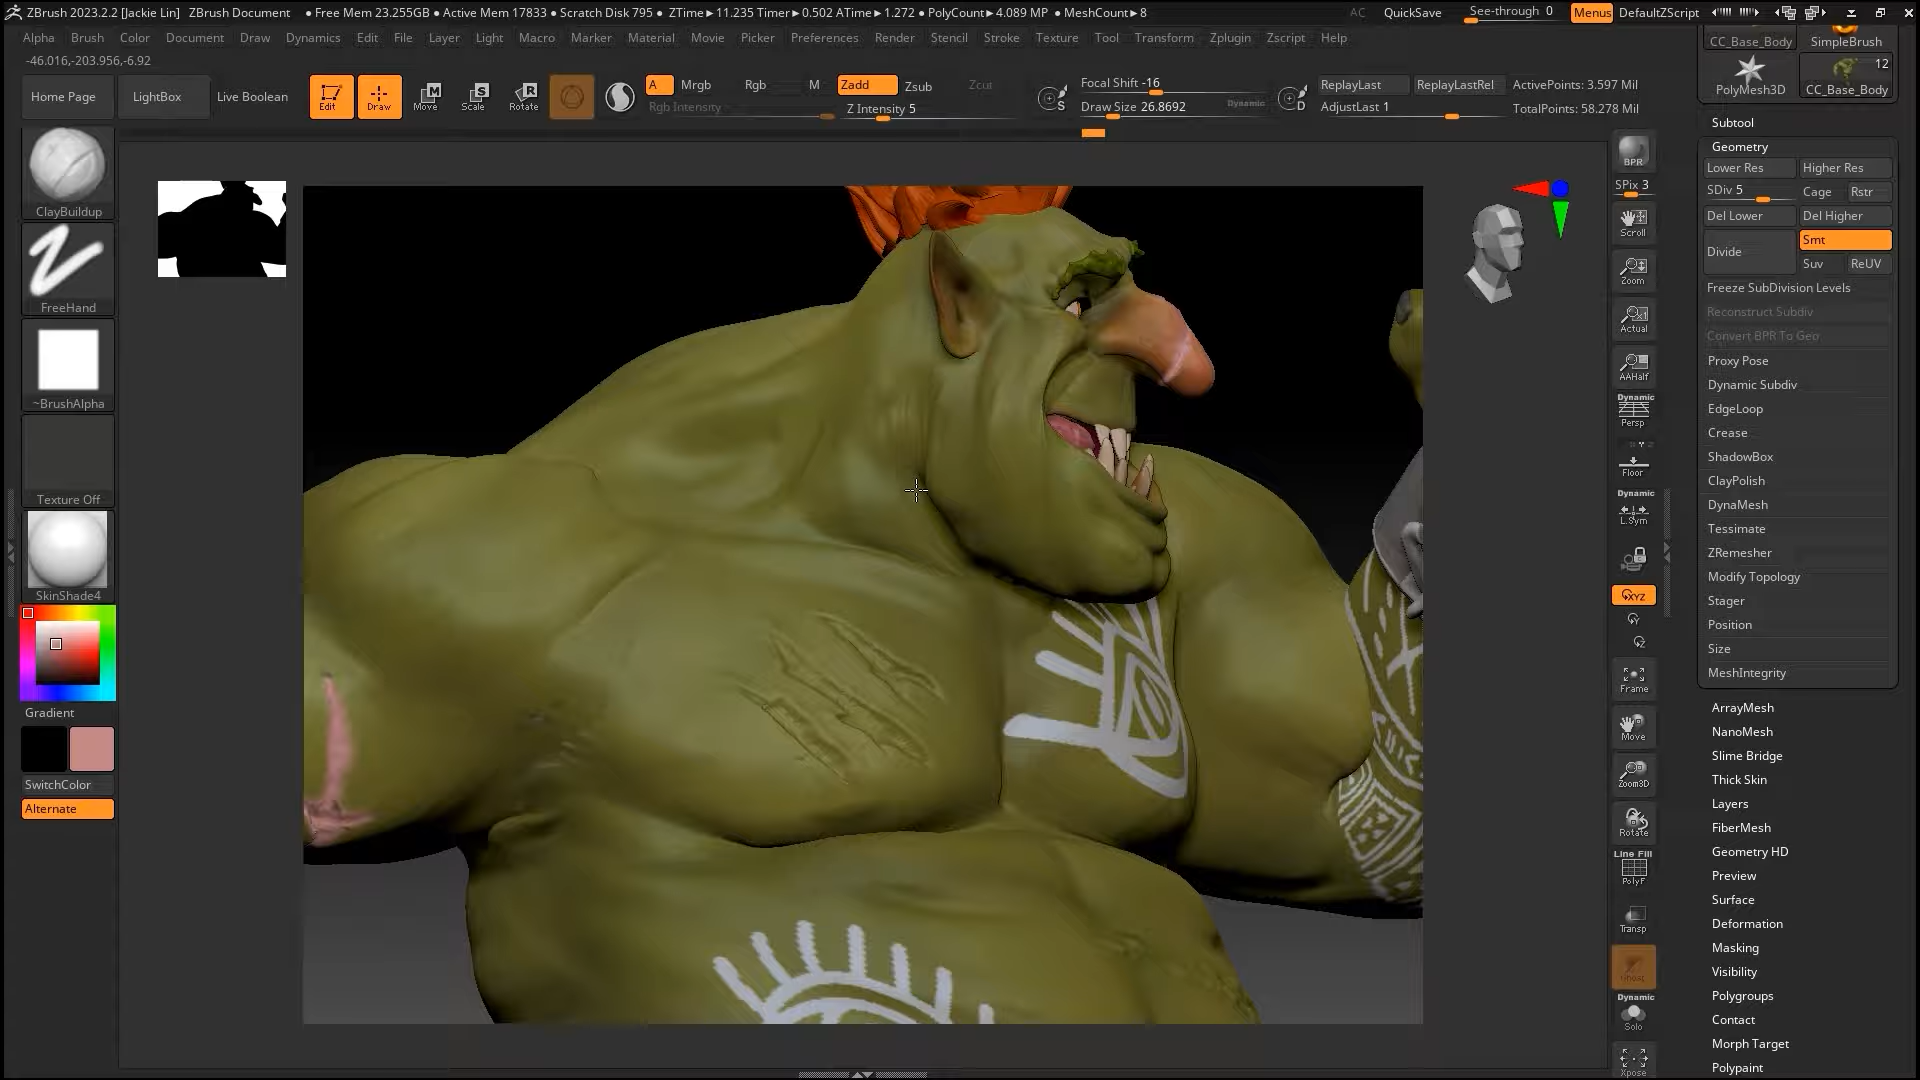 ZBrush 2023.2.2 [Jackie Lin] ZBrush Document ● Free Mem 23.255GB ● Active Mem 17833 ● Scratch Disk 795 ● ZTime►11.235 Timer►0.502 ATime►1.272 ● PolyCount►4.089 MP ● MeshCount►8 AC QuickSave See-through 0 Menus DefaultZScript
Alpha Brush Color Document Draw Dynamics Edit File Layer Light Macro Marker Material Movie Picker Preferences Render Stencil Stroke Texture Tool Transform Zplugin Zscript Help
-46.016,-203.956,-6.92
Home Page LightBox Live Boolean
Edit Draw Move Scale Rotate
A Mrgb Rgb M Zadd Zsub Zcut
Rgb Intensity Z Intensity 5
Focal Shift -16
Draw Size 26.8692 Dynamic
ReplayLast ReplayLastRel ActivePoints: 3.597 Mil
AdjustLast 1 TotalPoints: 58.278 Mil
ClayBuildup
FreeHand
~BrushAlpha
Texture Off
SkinShade4
Gradient
SwitchColor
Alternate
BPR
SPix 3
Scroll
Zoom
Actual
AAHalf
Dynamic
Persp
Floor
Dynamic
L.Sym
XYZ
Frame
Move
Zoom3D
Rotate
Line Fill
PolyF
Transp
Ghost
Dynamic
Solo
Xpose
CC_Base_Body SimpleBrush
12
PolyMesh3D CC_Base_Body
Subtool
Geometry
Lower Res Higher Res
SDiv 5 Cage Rstr
Del Lower Del Higher
Divide Smt
Suv ReUV
Freeze SubDivision Levels
Reconstruct Subdiv
Convert BPR To Geo
Proxy Pose
Dynamic Subdiv
EdgeLoop
Crease
ShadowBox
ClayPolish
DynaMesh
Tessimate
ZRemesher
Modify Topology
Stager
Position
Size
MeshIntegrity
ArrayMesh
NanoMesh
Slime Bridge
Thick Skin
Layers
FiberMesh
Geometry HD
Preview
Surface
Deformation
Masking
Visibility
Polygroups
Contact
Morph Target
Polypaint